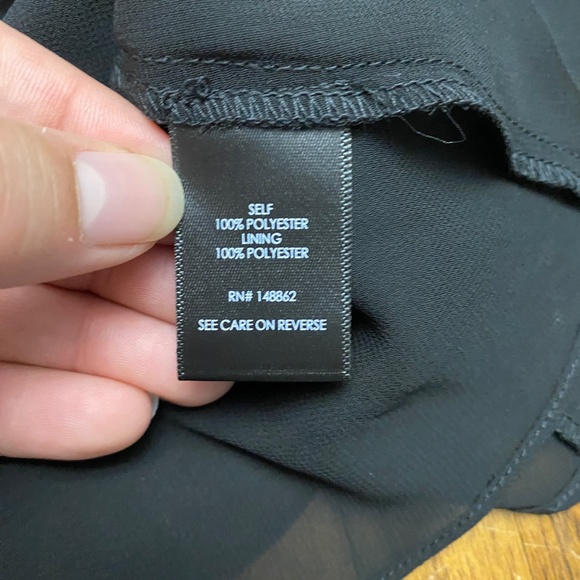 SELF
100% POLYESTER
LINING
100% POLYESTER
RN# 148862
SEE CARE ON REVERSE